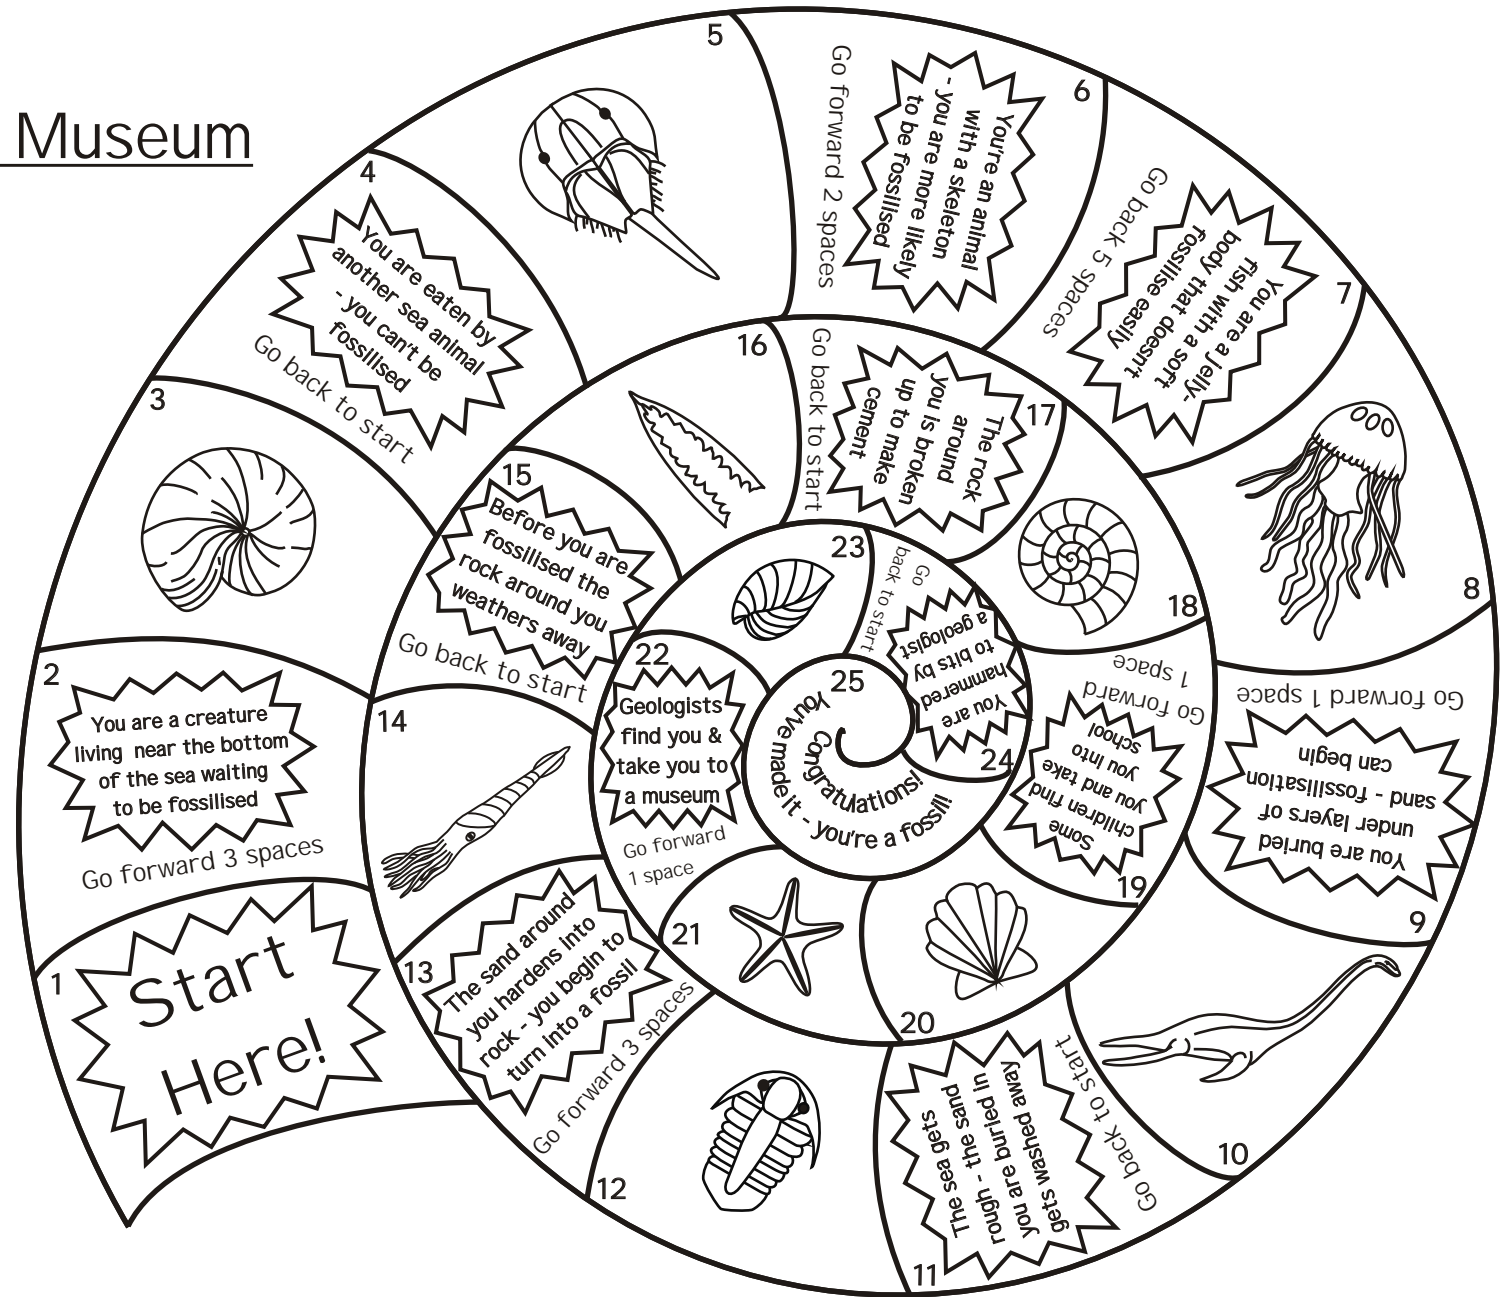 Museum
1
Start
Here!
2
You are a creature
living near the bottom
of the sea waiting
to be fossilised
Go forward 3 spaces
3
4
You are eaten by
another sea animal
- you can't be
fossilised
Go back to start
5
6
You're an animal
with a skeleton
- you are more likely
to be fossilised
Go forward 2 spaces
7
You are a jelly-
fish with a soft
body that doesn't
fossilise easily
Go back 5 spaces
8
9
You are buried
under layers of
sand - fossilisation
can begin
Go forward 1 space
10
11
The sea gets
rough - the sand
you are buried in
gets washed away
Go back to start
12
13
The sand around
you hardens into
rock - you begin to
turn into a fossil
Go forward 3 spaces
14
15
Before you are
fossilised the
rock around you
weathers away
Go back to start
16
17
The rock
around
you is broken
up to make
cement
Go back to start
18
19
Some
children find
you and take
you into
school
Go forward
1 space
20
21
22
Geologists
find you &
take you to
a museum
Go forward
1 space
23
24
You are
hammered
to bits by
a geologist
Go
back to start
25
Congratulations!
You've made it - you're a fossil!